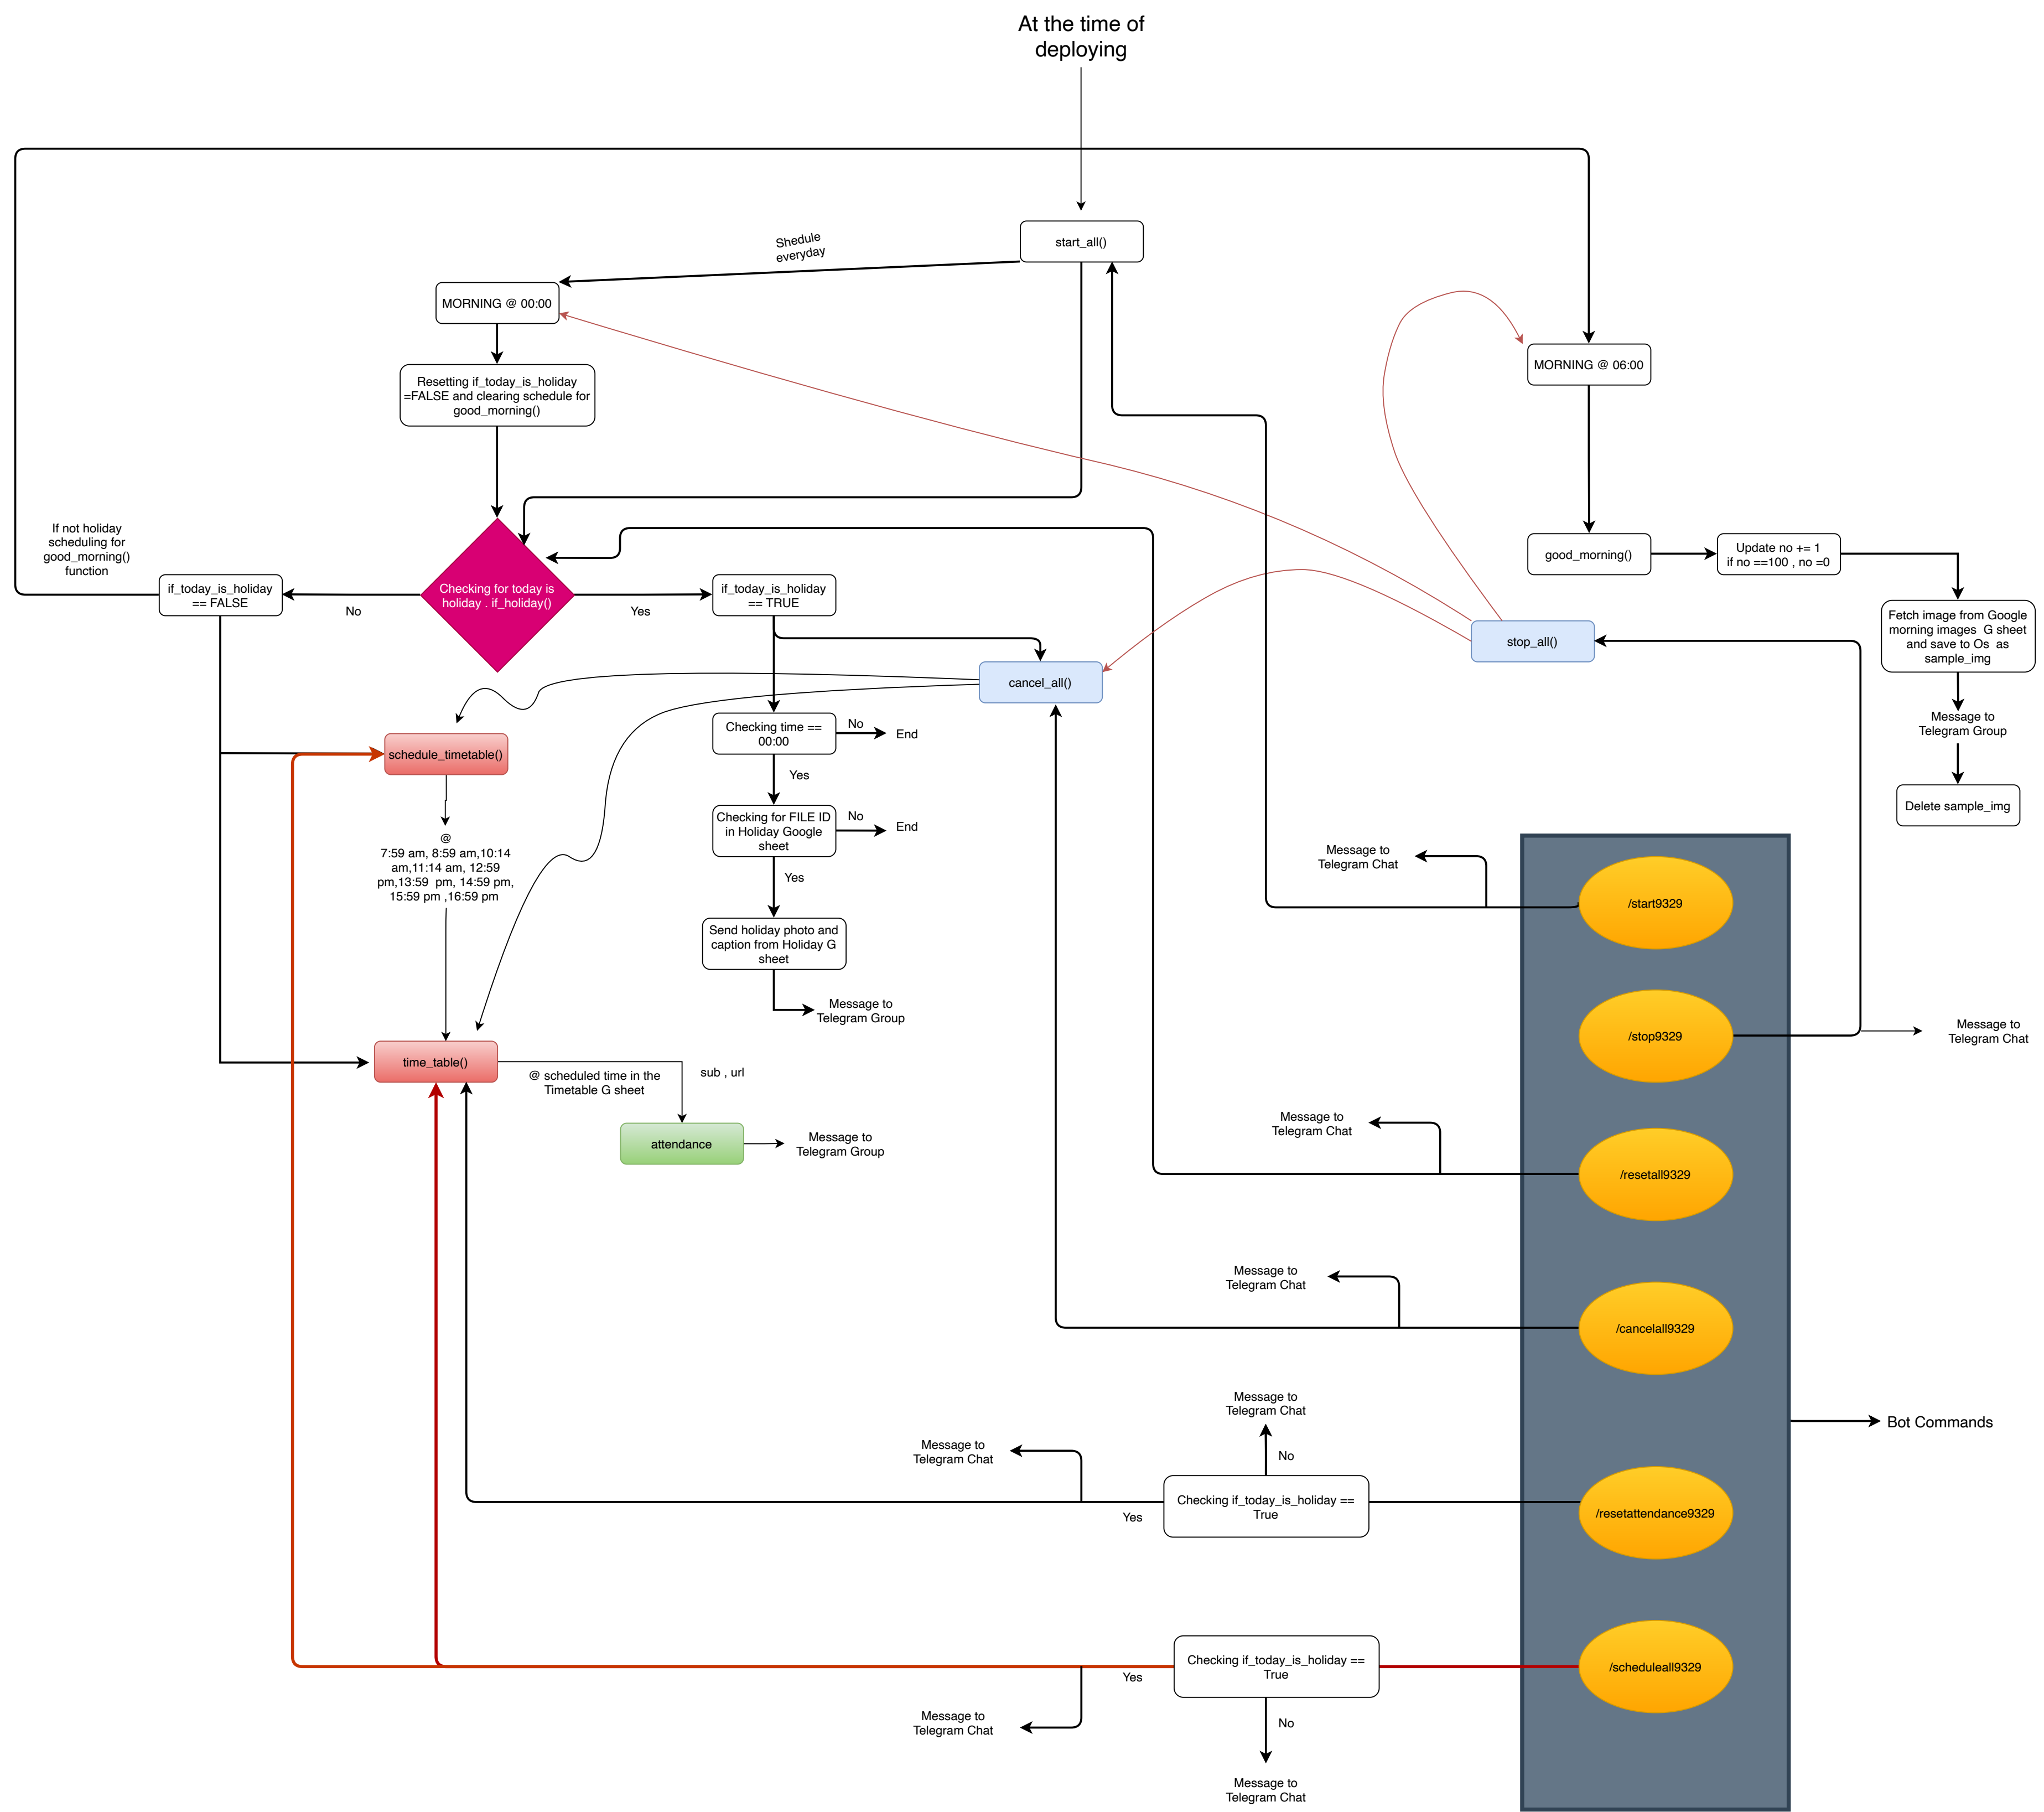 At the time of
deploying
start_all()
Shedule
everyday
MORNING @ 00:00
Resetting if_today_is_holiday
=FALSE and clearing schedule for
good_morning()
MORNING @ 06:00
If not holiday
scheduling for
good_morning()
function
if_today_is_holiday
== FALSE
No
Checking for today is
holiday . if_holiday()
Yes
if_today_is_holiday
== TRUE
good_morning()
Update no += 1
if no ==100 , no =0
Fetch image from Google
morning images G sheet
and save to Os as
sample_img
Message to
Telegram Group
Delete sample_img
stop_all()
cancel_all()
Checking time ==
00:00
No
End
Yes
Checking for FILE ID
in Holiday Google
sheet
No
End
Yes
Send holiday photo and
caption from Holiday G
sheet
Message to
Telegram Group
schedule_timetable()
@
7:59 am, 8:59 am,10:14
am,11:14 am, 12:59
pm,13:59 pm, 14:59 pm,
15:59 pm ,16:59 pm
time_table()
@ scheduled time in the
Timetable G sheet
sub , url
attendance
Message to
Telegram Group
Message to
Telegram Chat
/start9329
/stop9329
Message to
Telegram Chat
Message to
Telegram Chat
/resetall9329
Message to
Telegram Chat
/cancelall9329
Bot Commands
Message to
Telegram Chat
No
Message to
Telegram Chat
Checking if_today_is_holiday ==
True
Yes
/resetattendance9329
Checking if_today_is_holiday ==
True
Yes
/scheduleall9329
Message to
Telegram Chat
No
Message to
Telegram Chat